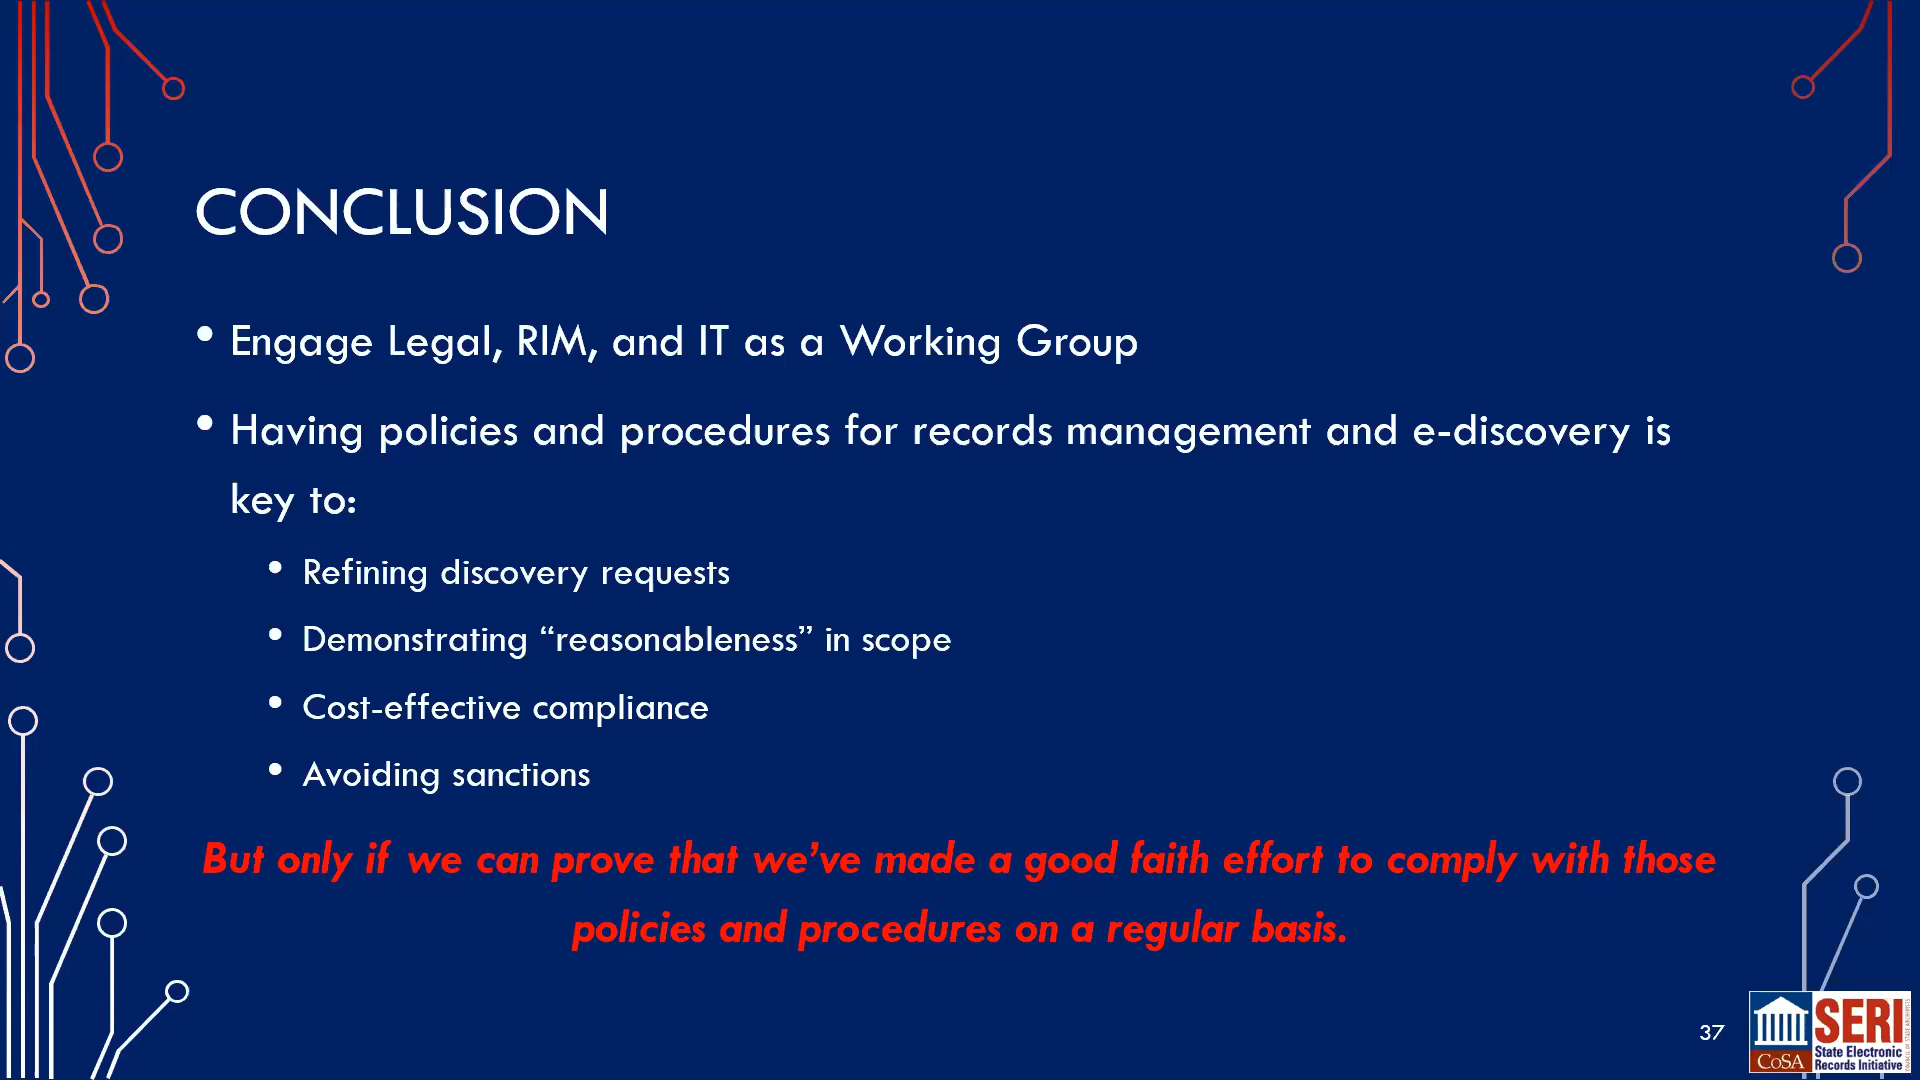 CONCLUSION
• Engage Legal, RIM, and IT as a Working Group
• Having policies and procedures for records management and e-discovery is
key to:
• Refining discovery requests
• Demonstrating “reasonableness” in scope
• Cost-effective compliance
• Avoiding sanctions
But only if we can prove that we’ve made a good faith effort to comply with those
policies and procedures on a regular basis.
37
CoSA
SERI
State Electronic
Records Initiative